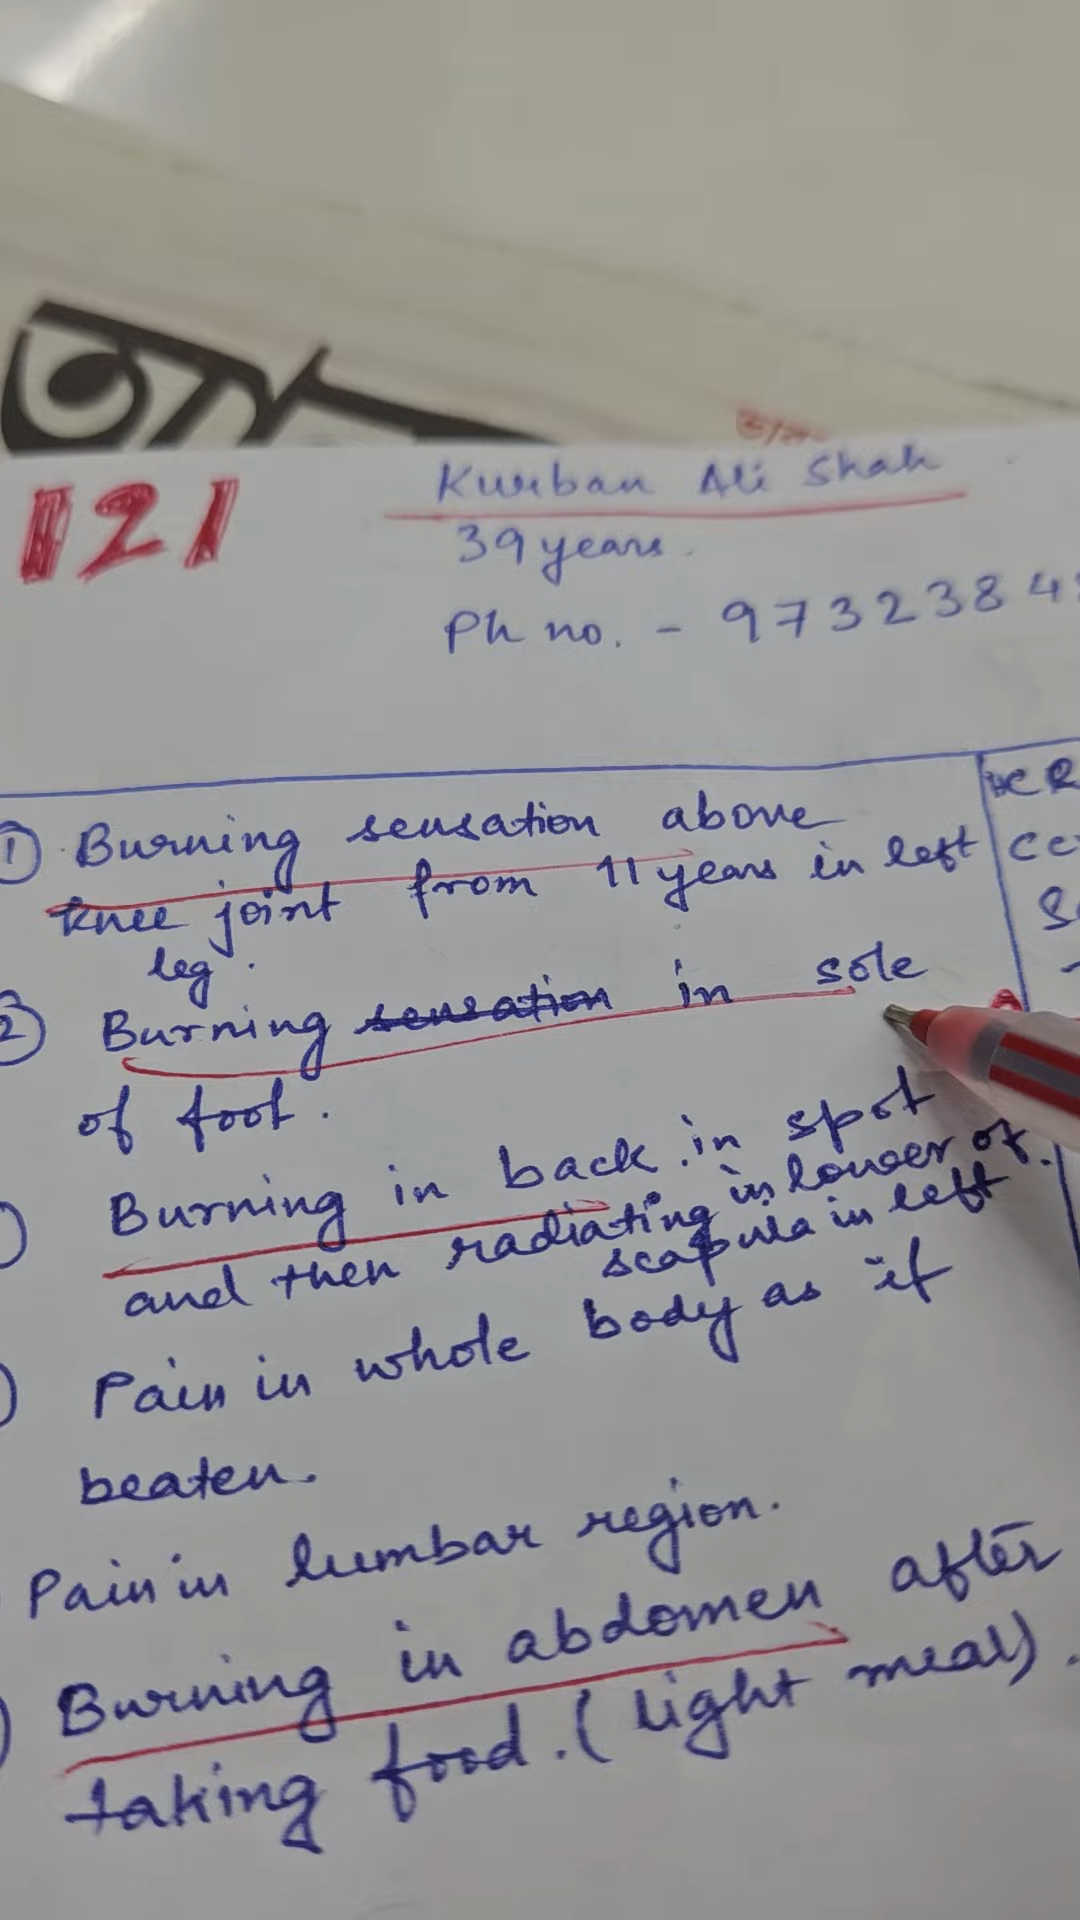 121
Kurban Ali Shah
39 years.
Ph no. - 97323848
① Burning sensation above
knee joint from 11 years in left
leg.
② Burning sensation in sole
of foot.
Burning in back in spot
and then radiating in lower of
scapula in left
Pain in whole body as if
beaten.
Pain in lumbar region.
Burning in abdomen after
taking food. (light meal).